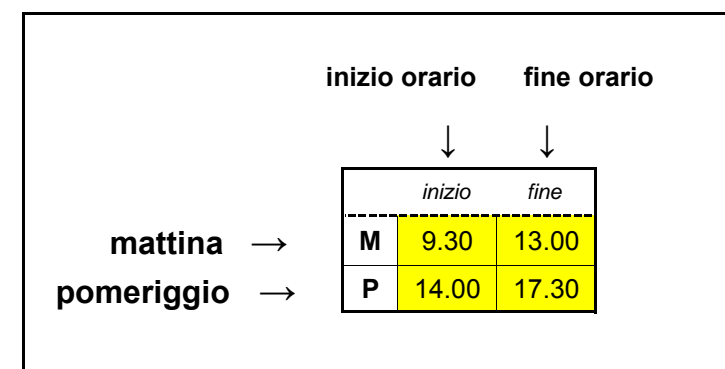 inizio orario fine orario
↓ ↓
inizio fine
mattina → M 9.30 13.00
pomeriggio → P 14.00 17.30